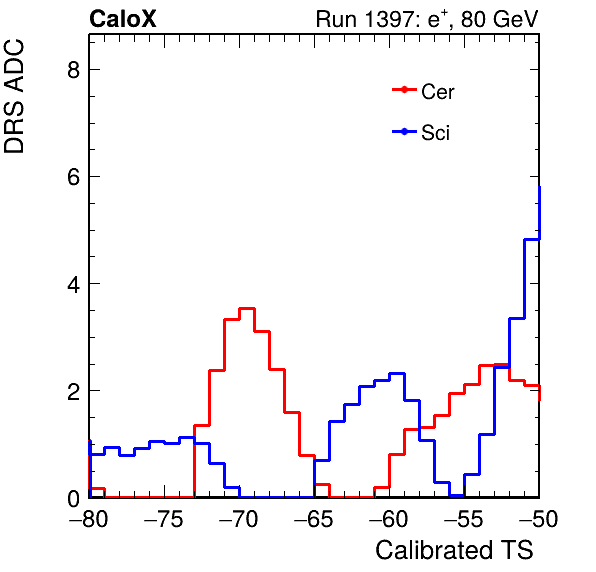 CaloX Run 1397: e⁺, 80 GeV
DRS ADC
8
6
4
2
0
Cer
Sci
−80 −75 −70 −65 −60 −55 −50
Calibrated TS